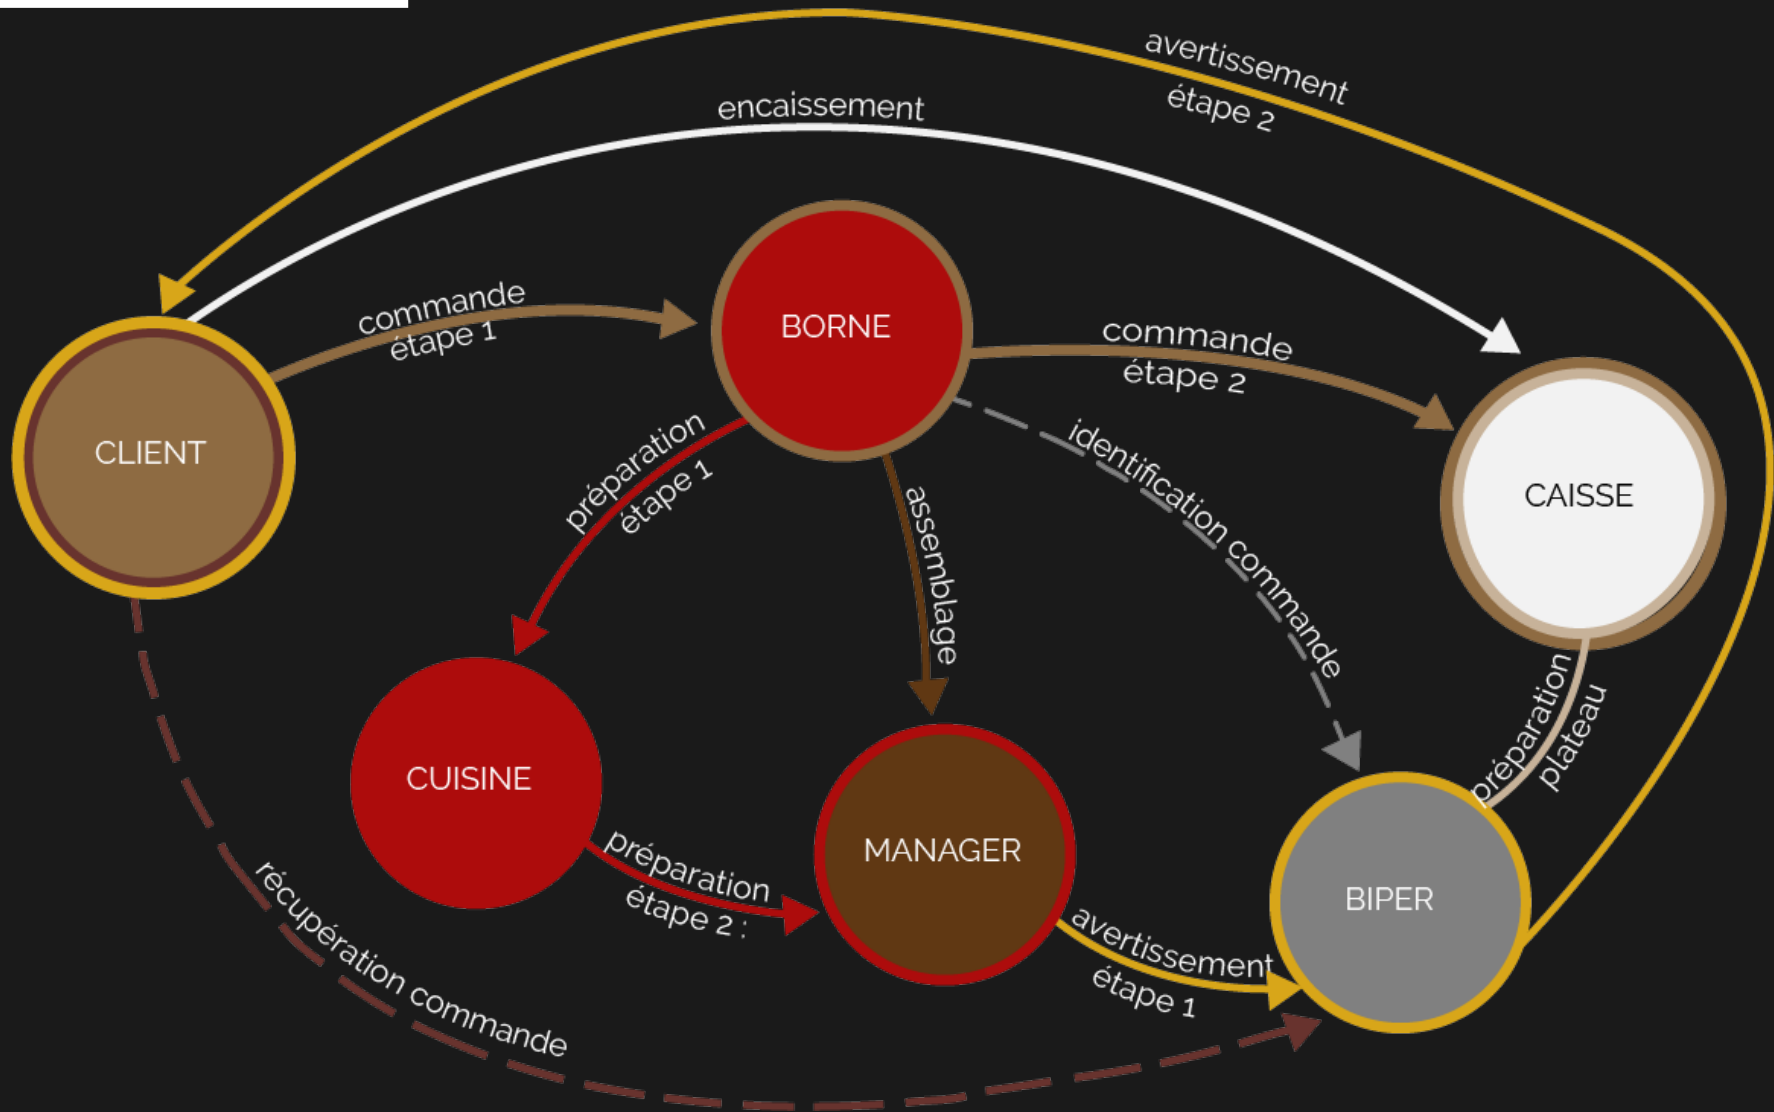 avertissement
étape 2
encaissement
commande
étape 1
BORNE
commande
étape 2
CLIENT
préparation
étape 1
assemblage
identification commande
CAISSE
préparation
plateau
CUISINE
préparation
étape 2 :
MANAGER
avertissement
étape 1
BIPER
récupération commande